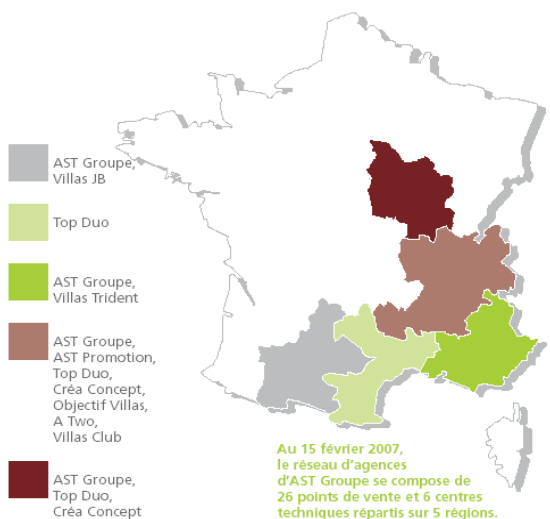 AST Groupe,
Villas JB
Top Duo
AST Groupe,
Villas Trident
AST Groupe,
AST Promotion,
Top Duo,
Créa Concept,
Objectif Villas,
A Two,
Villas Club
AST Groupe,
Top Duo,
Créa Concept
Au 15 février 2007,
le réseau d'agences
d'AST Groupe se compose de
26 points de vente et 6 centres
techniques répartis sur 5 régions.